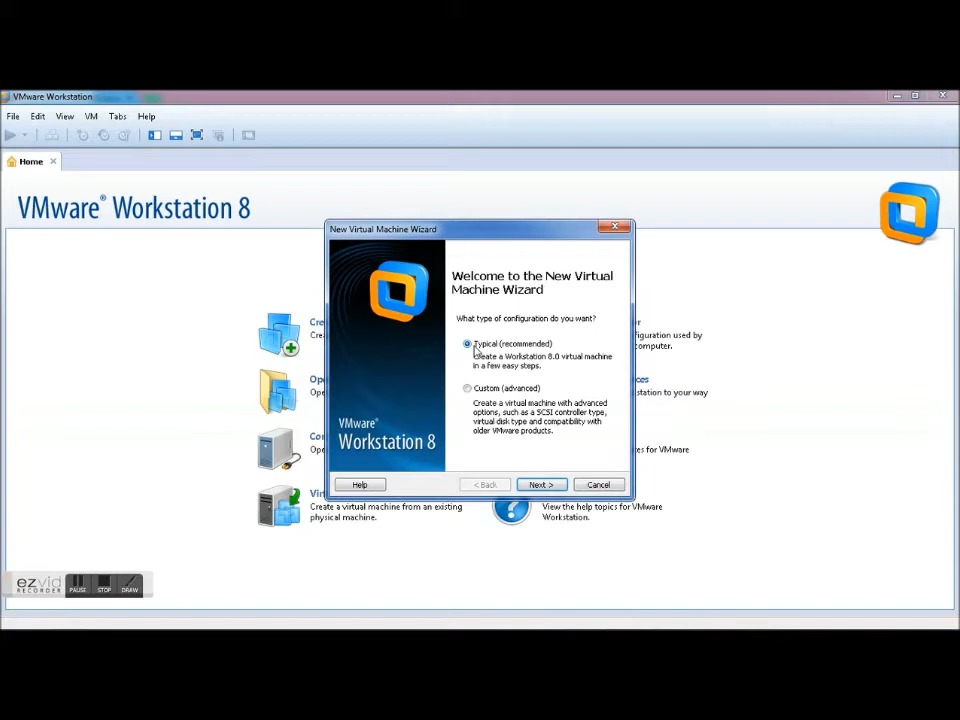 VMware Workstation
File Edit View VM Tabs Help
Home
VMware® Workstation 8
New Virtual Machine Wizard
Welcome to the New Virtual
Machine Wizard
What type of configuration do you want?
Typical (recommended)
Create a Workstation 8.0 virtual machine
in a few easy steps.
Custom (advanced)
Create a virtual machine with advanced
options, such as a SCSI controller type,
virtual disk type and compatibility with
older VMware products.
VMware®
Workstation 8
Help < Back Next > Cancel
figuration used by
computer.
station to your way
es for VMware
Create a virtual machine from an existing
physical machine.
View the help topics for VMware
Workstation.
ezvid
RECORDER
PAUSE STOP DRAW